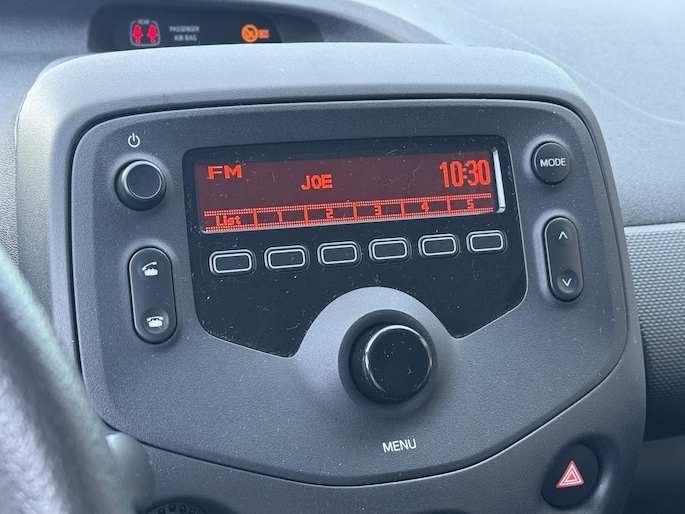 PASSENGER
AIR BAG
FM
JOE
10:30
List 1 2 3 4 5
MODE
MENU